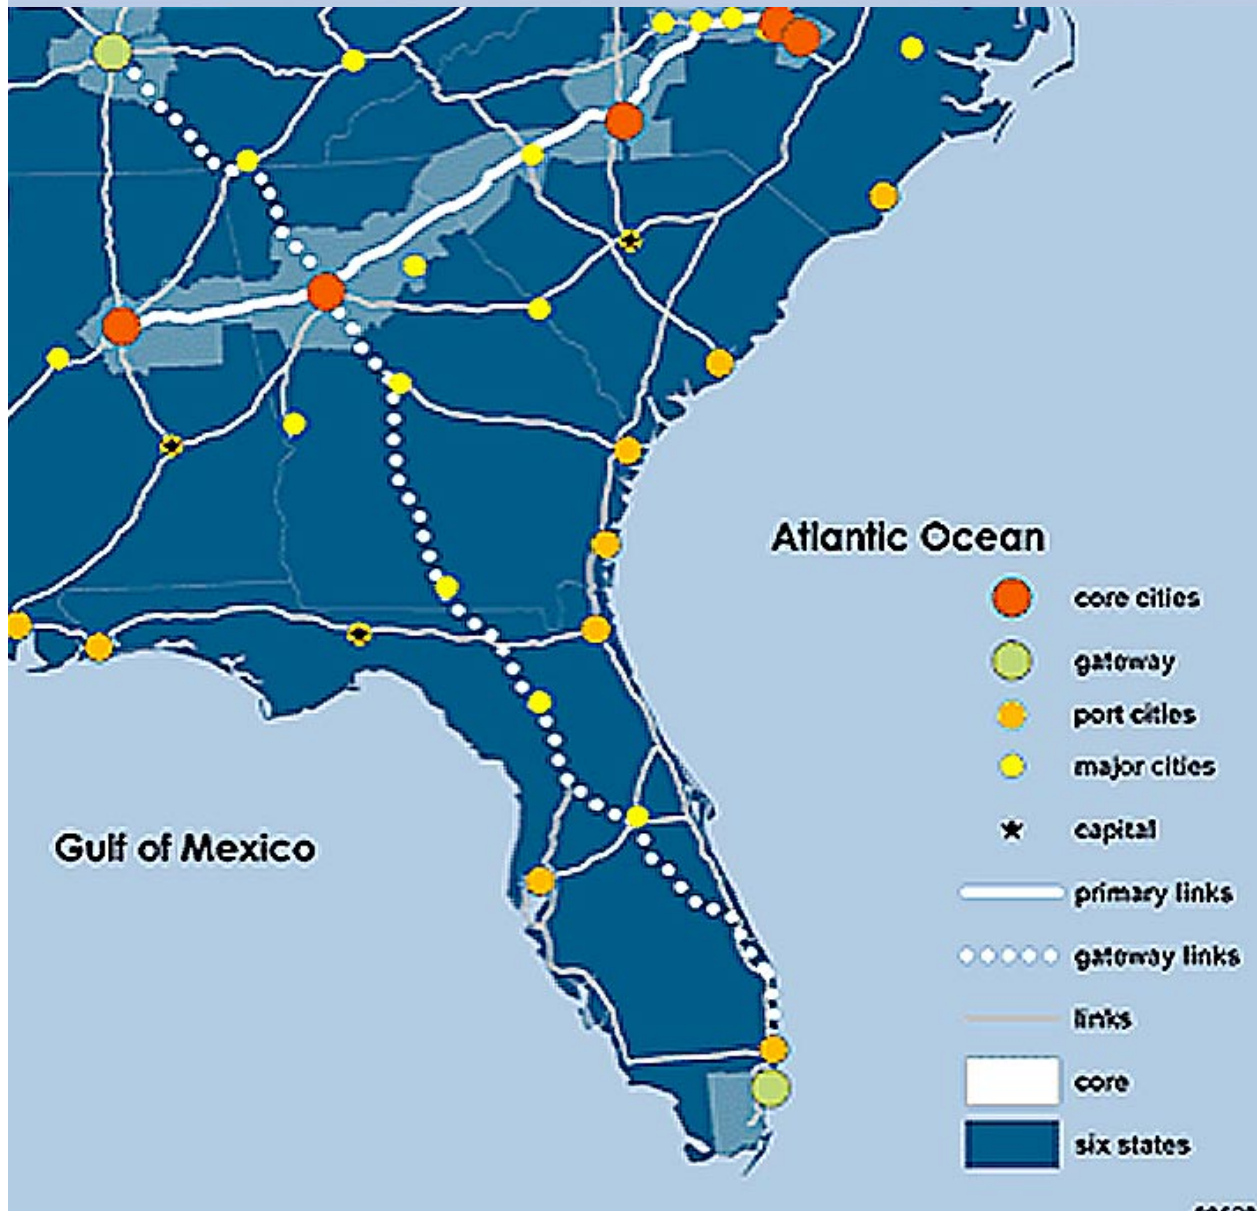 Atlantic Ocean
core cities
gateway
port cities
major cities
Gulf of Mexico
capital
primary links
gateway links
links
core
six states